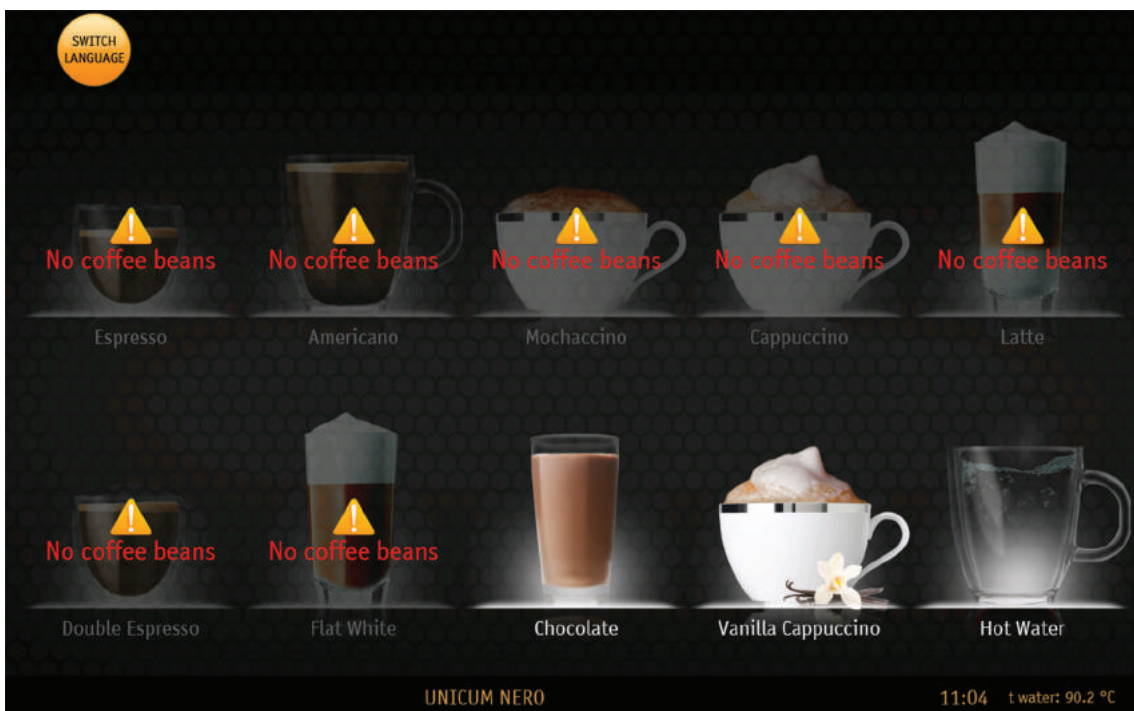 SWITCH
LANGUAGE
No coffee beans No coffee beans No coffee beans No coffee beans No coffee beans
Espresso Americano Mochaccino Cappuccino Latte
No coffee beans No coffee beans
Double Espresso Flat White Chocolate Vanilla Cappuccino Hot Water
UNICUM NERO 11:04 t water: 90.2 °C